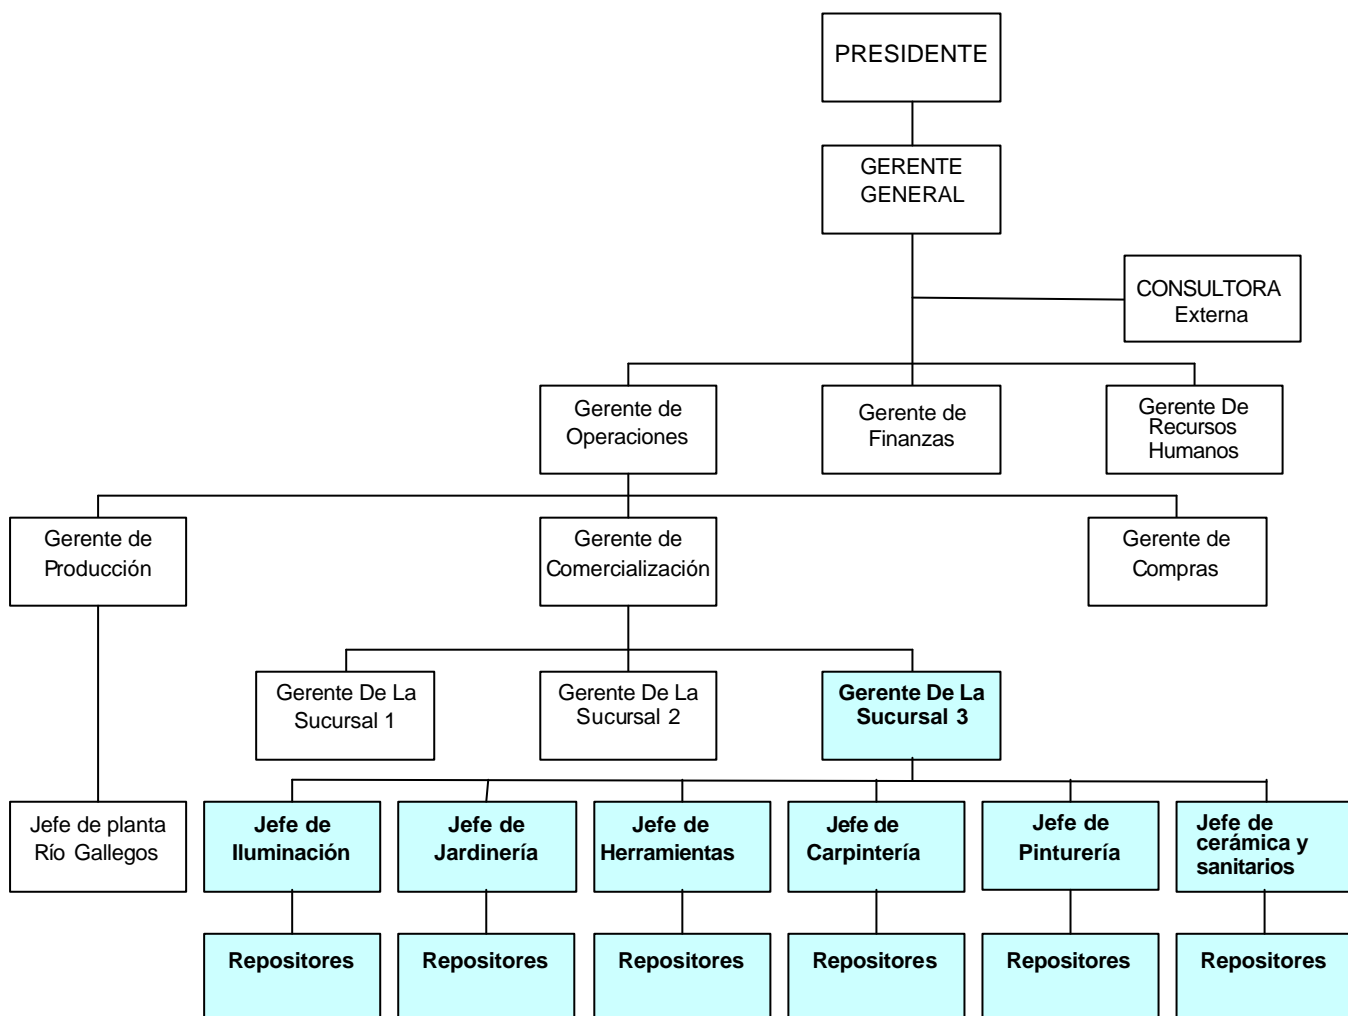 PRESIDENTE
GERENTE
GENERAL
CONSULTORA
Externa
Gerente de
Operaciones
Gerente de
Finanzas
Gerente De
Recursos
Humanos
Gerente de
Producción
Gerente de
Comercialización
Gerente de
Compras
Gerente De La
Sucursal 1
Gerente De La
Sucursal 2
Gerente De La
Sucursal 3
Jefe de planta
Río Gallegos
Jefe de
Iluminación
Jefe de
Jardinería
Jefe de
Herramientas
Jefe de
Carpintería
Jefe de
Pinturería
Jefe de
cerámica y
sanitarios
Repositores
Repositores
Repositores
Repositores
Repositores
Repositores